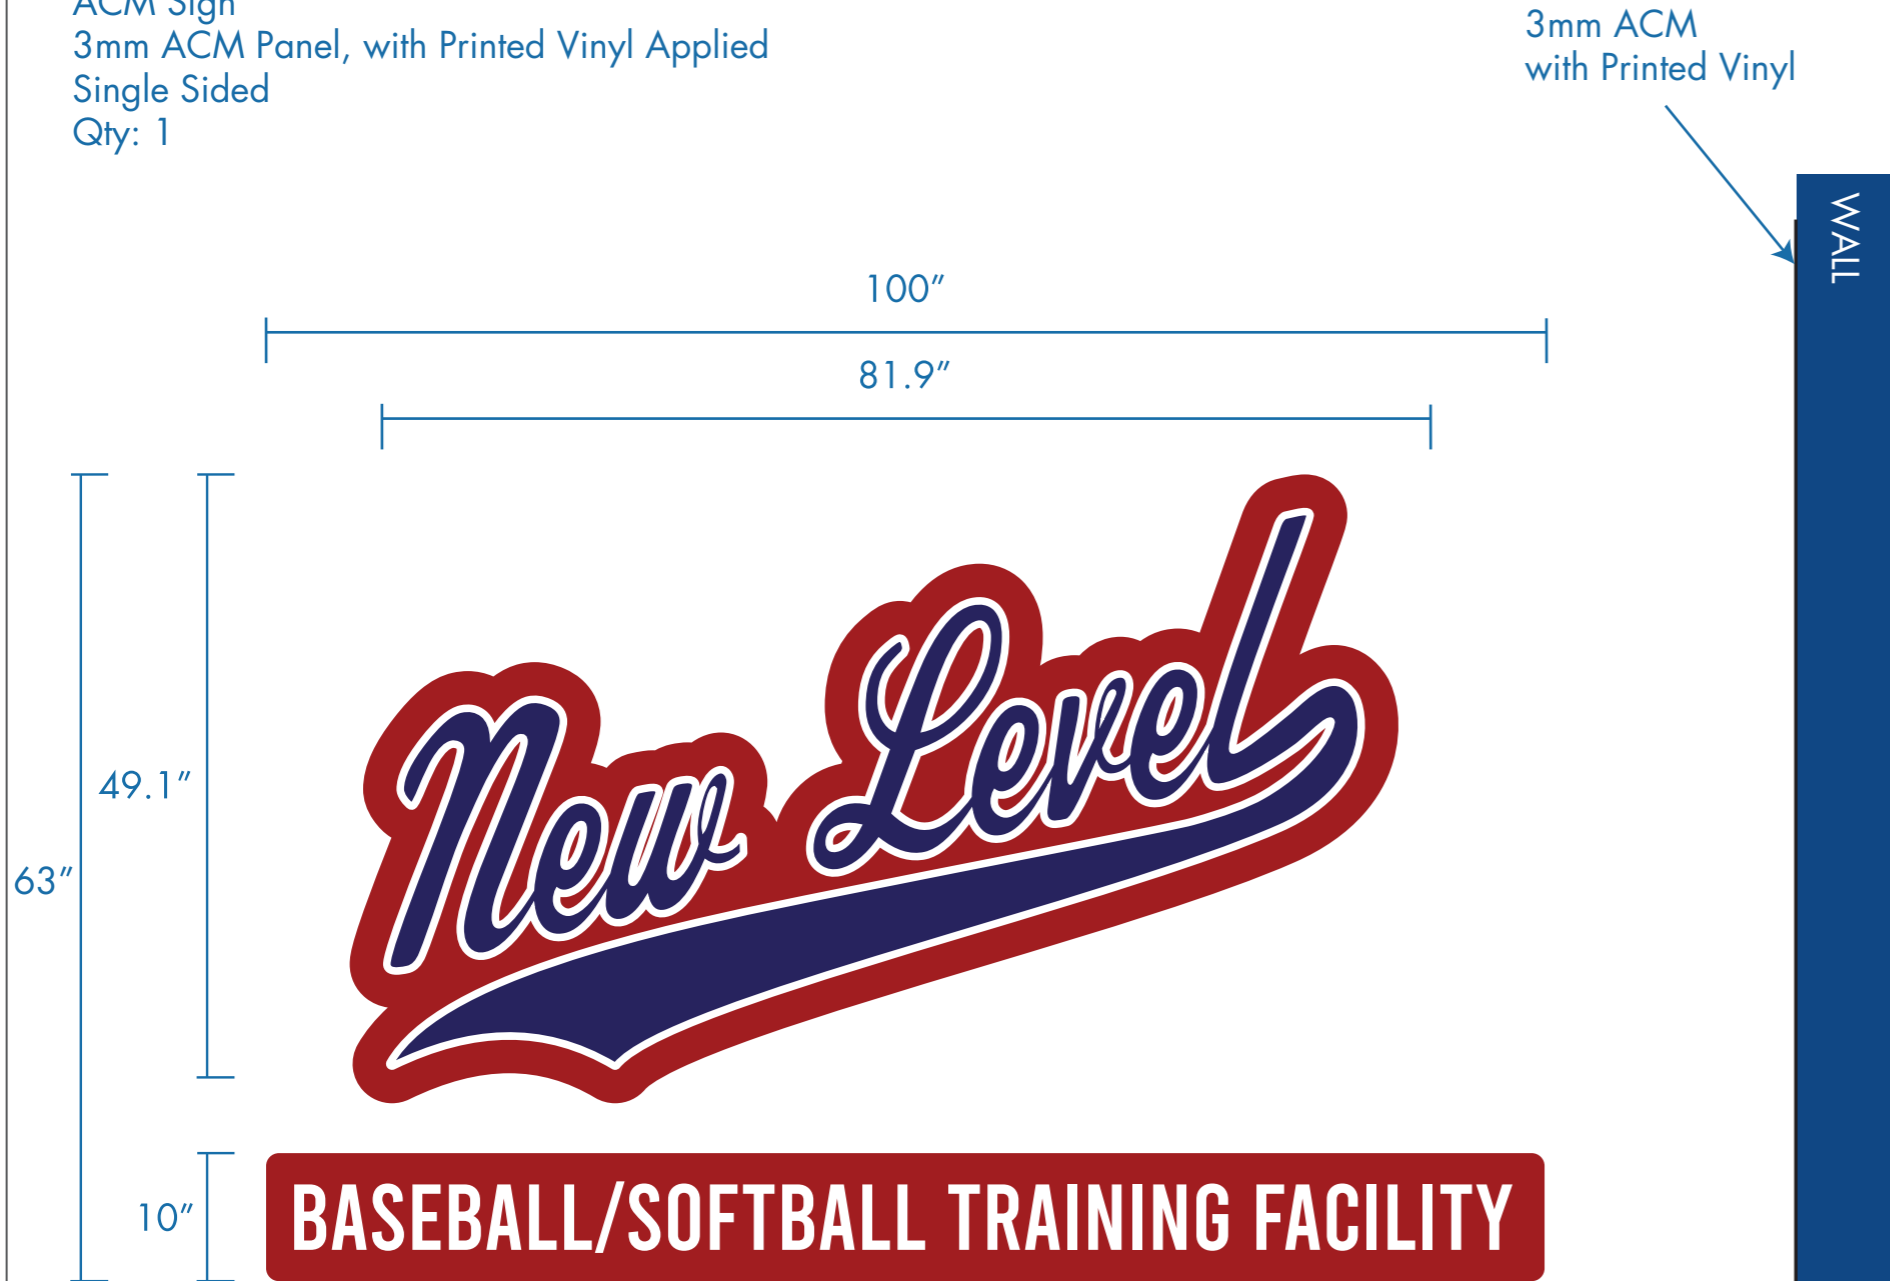 ACM Sign
3mm ACM Panel, with Printed Vinyl Applied
Single Sided
Qty: 1
3mm ACM
with Printed Vinyl
WALL
100"
81.9"
49.1"
63"
10"
New Level
BASEBALL/SOFTBALL TRAINING FACILITY